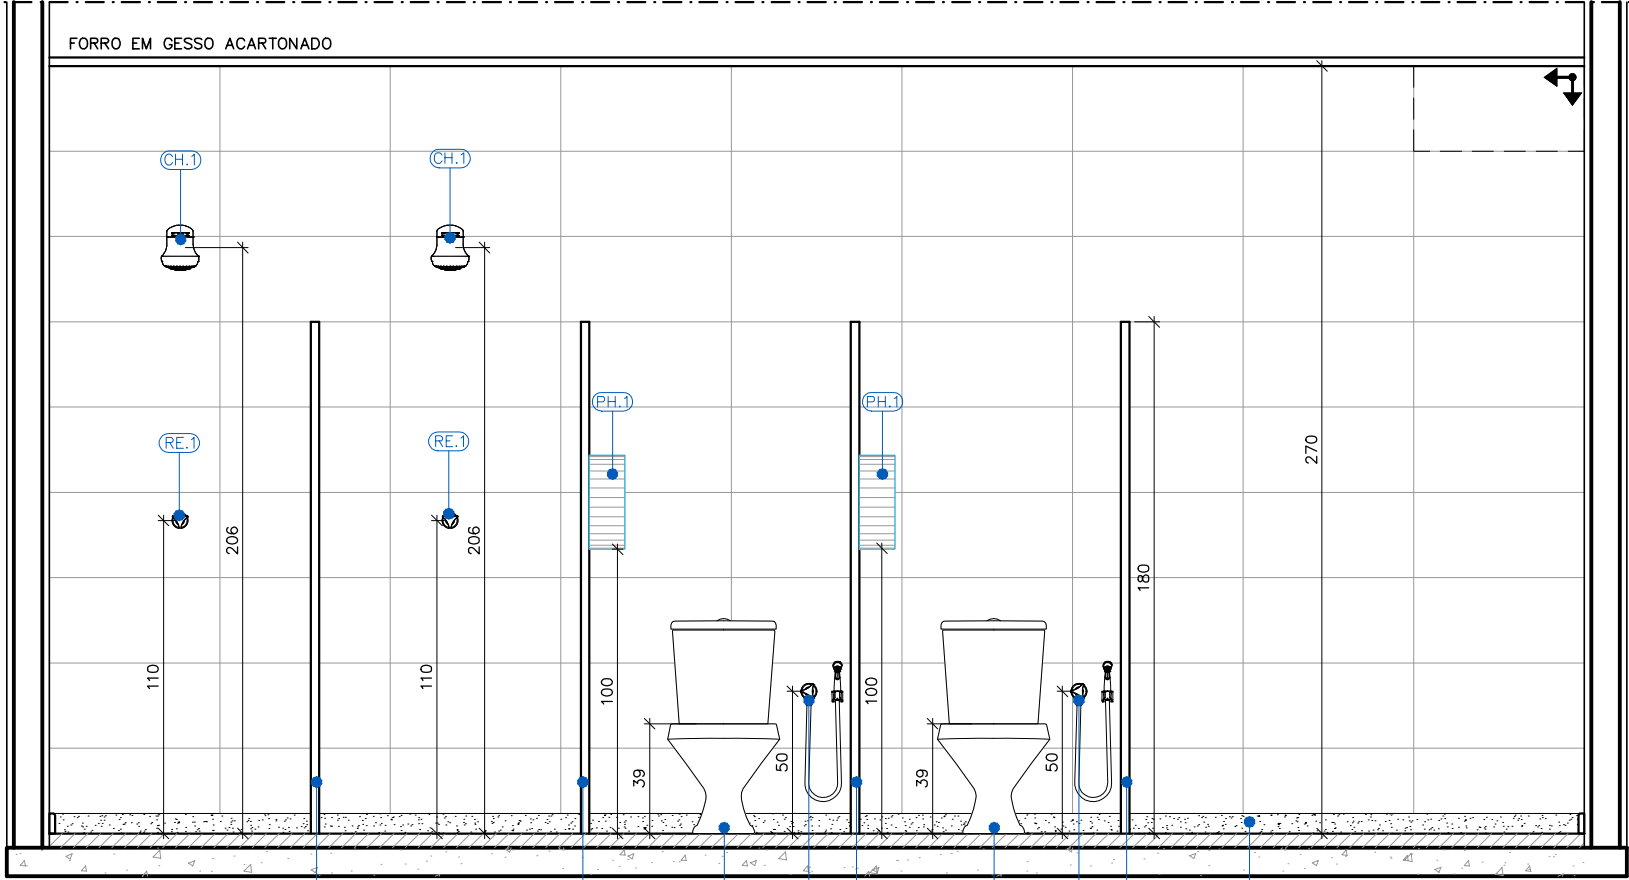 FORRO EM GESSO ACARTONADO
CH.1
CH.1
PH.1
PH.1
RE.1
RE.1
270
206
206
180
110
110
100
100
50
50
39
39